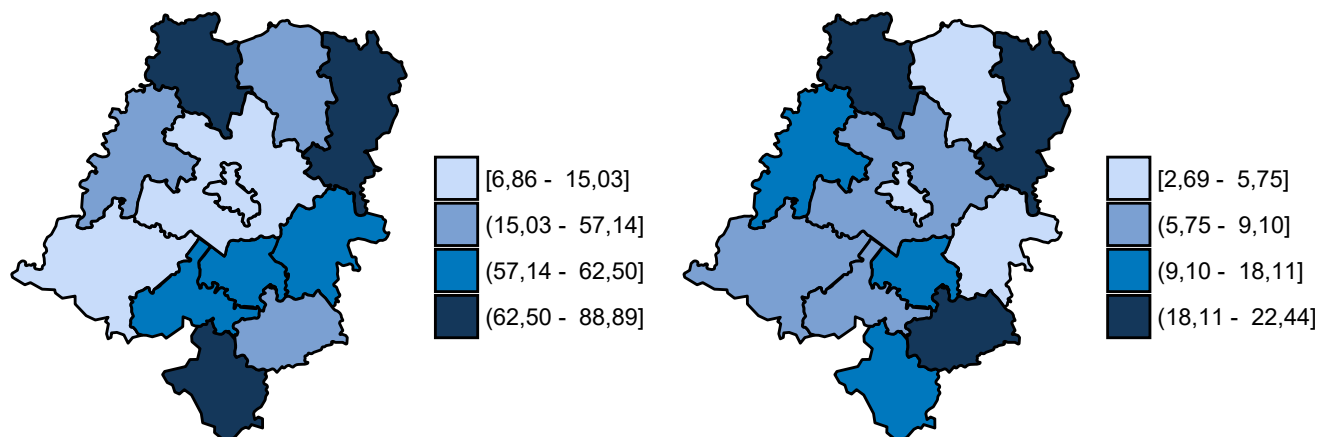 [6,86 - 15,03]
(15,03 - 57,14]
(57,14 - 62,50]
(62,50 - 88,89]
[2,69 - 5,75]
(5,75 - 9,10]
(9,10 - 18,11]
(18,11 - 22,44]